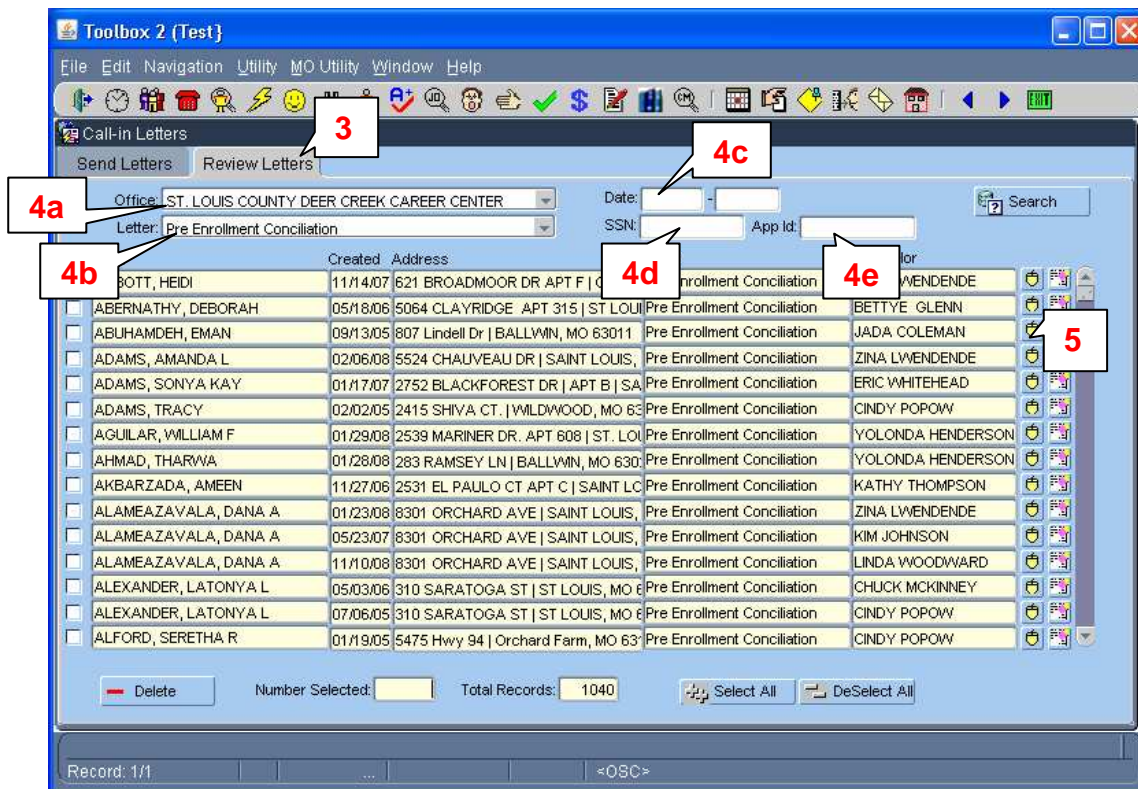 Toolbox 2 (Test}
File Edit Navigation Utility MO Utility Window Help
EXIT
Call-in Letters
3
Send Letters Review Letters
4c
4a
Office: ST. LOUIS COUNTY DEER CREEK CAREER CENTER Date: - Search
Letter: Pre Enrollment Conciliation SSN: App Id:
4b 4d 4e
Created Address lor
BOTT, HEIDI 11/14/07 621 BROADMOOR DR APT F | nrollment Conciliation WENDENDE
ABERNATHY, DEBORAH 05/18/06 5064 CLAYRIDGE APT 315 | ST LOUI Pre Enrollment Conciliation BETTYE GLENN
5
ABUHAMDEH, EMAN 09/13/05 807 Lindell Dr | BALLWIN, MO 63011 Pre Enrollment Conciliation JADA COLEMAN
ADAMS, AMANDA L 02/06/08 5524 CHAUVEAU DR | SAINT LOUIS, Pre Enrollment Conciliation ZINA LWENDENDE
ADAMS, SONYA KAY 01/17/07 2752 BLACKFOREST DR | APT B | SA Pre Enrollment Conciliation ERIC WHITEHEAD
ADAMS, TRACY 02/02/05 2415 SHIVA CT. | WILDWOOD, MO 63 Pre Enrollment Conciliation CINDY POPOW
AGUILAR, WILLIAM F 01/29/08 2539 MARINER DR. APT 608 | ST. LOU Pre Enrollment Conciliation YOLONDA HENDERSON
AHMAD, THARWA 01/28/08 283 RAMSEY LN | BALLWIN, MO 630 Pre Enrollment Conciliation YOLONDA HENDERSON
AKBARZADA, AMEEN 11/27/06 2531 EL PAULO CT APT C | SAINT LO Pre Enrollment Conciliation KATHY THOMPSON
ALAMEAZAVALA, DANA A 01/23/08 8301 ORCHARD AVE | SAINT LOUIS, Pre Enrollment Conciliation ZINA LWENDENDE
ALAMEAZAVALA, DANA A 05/23/07 8301 ORCHARD AVE | SAINT LOUIS, Pre Enrollment Conciliation KIM JOHNSON
ALAMEAZAVALA, DANA A 11/10/08 8301 ORCHARD AVE | SAINT LOUIS, Pre Enrollment Conciliation LINDA WOODWARD
ALEXANDER, LATONYA L 05/03/06 310 SARATOGA ST | ST LOUIS, MO 6 Pre Enrollment Conciliation CHUCK MCKINNEY
ALEXANDER, LATONYA L 07/06/05 310 SARATOGA ST | ST LOUIS, MO 6 Pre Enrollment Conciliation CINDY POPOW
ALFORD, SERETHA R 01/19/05 5475 Hwy 94 | Orchard Farm, MO 63 Pre Enrollment Conciliation CINDY POPOW
Delete Number Selected: Total Records: 1040 Select All DeSelect All
Record: 1/1 ... <OSC>